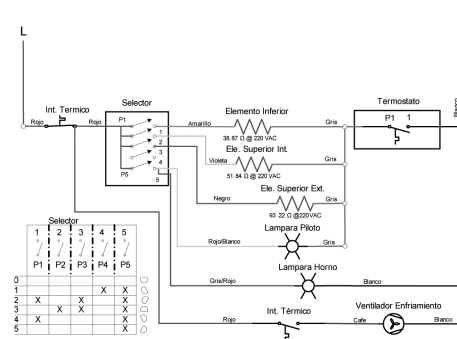 L
Int. Termico
Selector
Elemento Inferior
Termostato
Rojo
Rojo
P1
Amarillo
Gris
P1 1
Blanco
1
38.87 Ω @ 220 VAC
2
Ele. Superior Int.
3
Violeta
Gris
4
51.84 Ω @ 220 VAC
P5
5
Ele. Superior Ext.
Negro
Gris
93 .22 Ω @220VAC
Lampara Piloto
Selector
Rojo/Blanco
Gris
1 2 3 4 5
P1 P2 P3 P4 P5
Lampara Horno
0
Gris/Rojo
Blanco
1 X X
2 X X X
3 X X X
4 X X
5 X
Int. Térmico
Ventilador Enfriamiento
Rojo
Cafe
Blanco